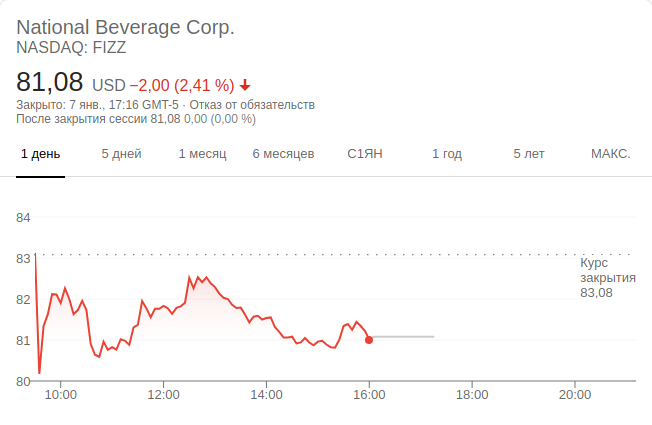 National Beverage Corp.
NASDAQ: FIZZ
81,08 USD −2,00 (2,41 %)
Закрыто: 7 янв., 17:16 GMT-5 · Отказ от обязательств
После закрытия сессии 81,08 0,00 (0,00 %)
1 день 5 дней 1 месяц 6 месяцев С1ЯН 1 год 5 лет МАКС.
84
83
Курс
закрытия
83,08
82
81
80
10:00 12:00 14:00 16:00 18:00 20:00